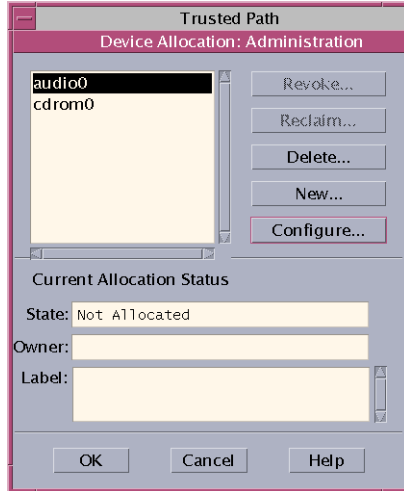 Trusted Path
Device Allocation: Administration
audio0
cdrom0
Revoke...
Reclaim...
Delete...
New...
Configure...
Current Allocation Status
State: Not Allocated
Owner:
Label:
OK Cancel Help